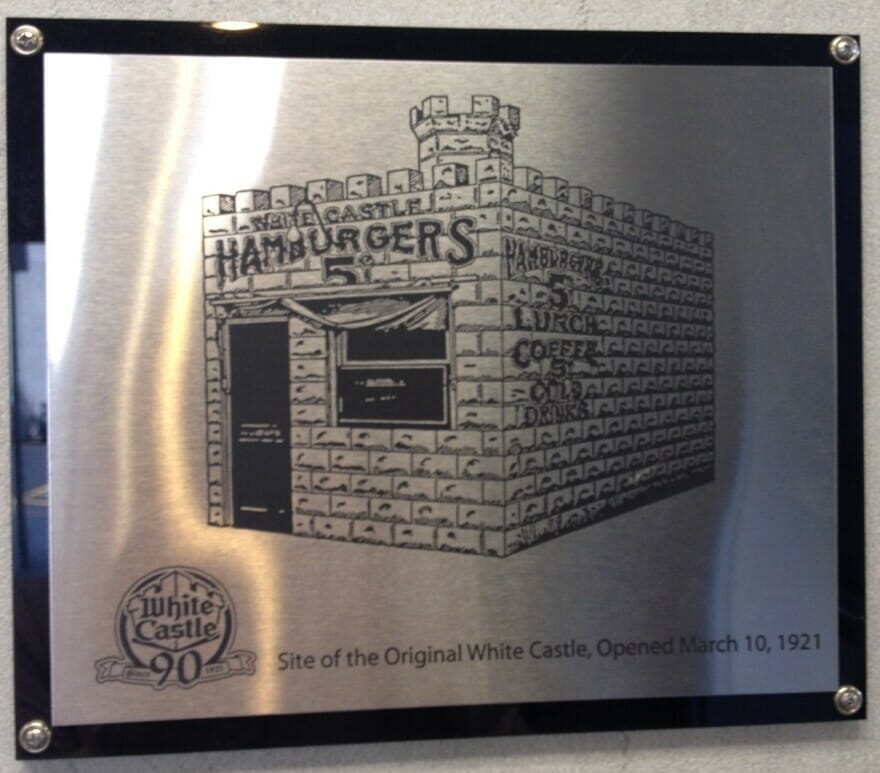 WHITE CASTLE
HAMBURGERS
5¢
HAMBURGERS
5
LUNCH
COFFEE
5
COLD
DRINKS
White
Castle
90
Since 1921
Site of the Original White Castle, Opened March 10, 1921